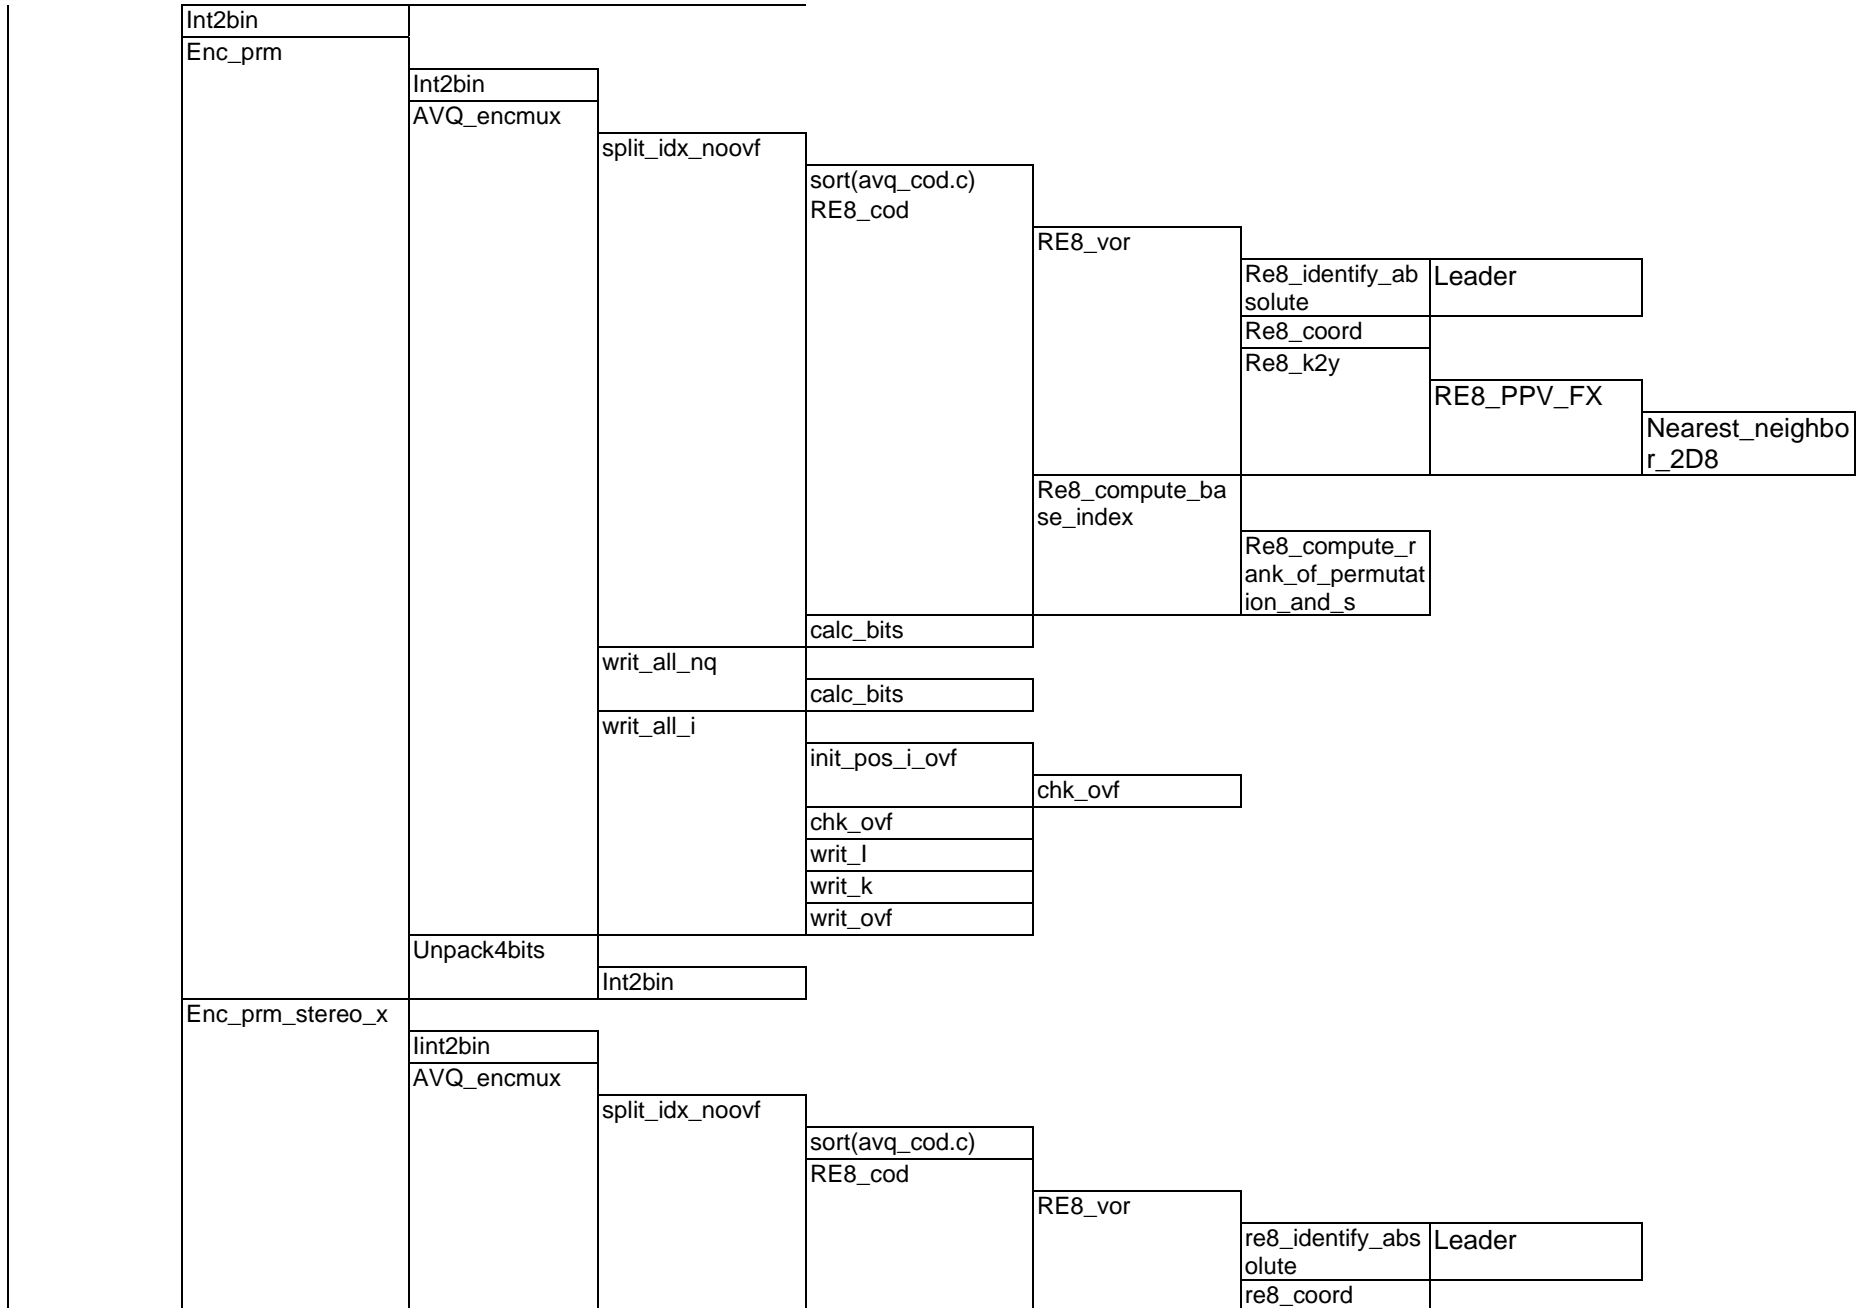 Int2bin
Enc_prm
Int2bin
AVQ_encmux
split_idx_noovf
sort(avq_cod.c)
RE8_cod
RE8_vor
Re8_identify_ab
solute
Leader
Re8_coord
Re8_k2y
RE8_PPV_FX
Nearest_neighbo
r_2D8
Re8_compute_ba
se_index
Re8_compute_r
ank_of_permutat
ion_and_s
calc_bits
writ_all_nq
calc_bits
writ_all_i
init_pos_i_ovf
chk_ovf
chk_ovf
writ_I
writ_k
writ_ovf
Unpack4bits
Int2bin
Enc_prm_stereo_x
Iint2bin
AVQ_encmux
split_idx_noovf
sort(avq_cod.c)
RE8_cod
RE8_vor
re8_identify_abs
olute
Leader
re8_coord